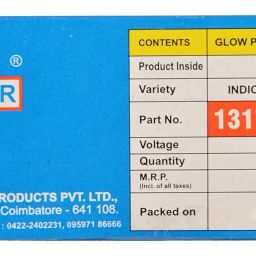 ®
R
RODUCTS PVT. LTD.,
Coimbatore - 641 108.
: 0422-2402231, 095971 86666
CONTENTS GLOW P
Product Inside
Variety INDIC
Part No. 131
Voltage
Quantity
M.R.P.
(Incl. of all taxes)
Packed on